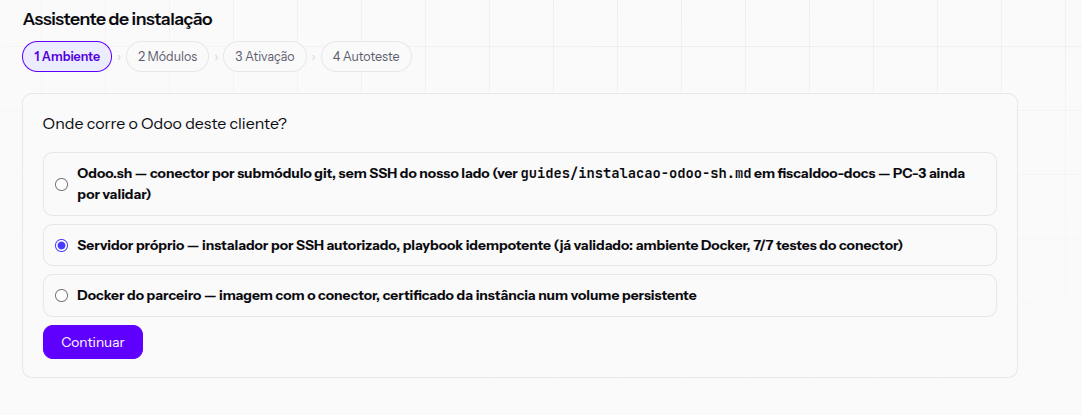 Assistente de instalação
1 Ambiente › 2 Módulos › 3 Ativação › 4 Autoteste
Onde corre o Odoo deste cliente?
Odoo.sh — conector por submódulo git, sem SSH do nosso lado (ver guides/instalacao-odoo-sh.md em fiscaldoo-docs — PC-3 ainda
por validar)
Servidor próprio — instalador por SSH autorizado, playbook idempotente (já validado: ambiente Docker, 7/7 testes do conector)
Docker do parceiro — imagem com o conector, certificado da instância num volume persistente
Continuar